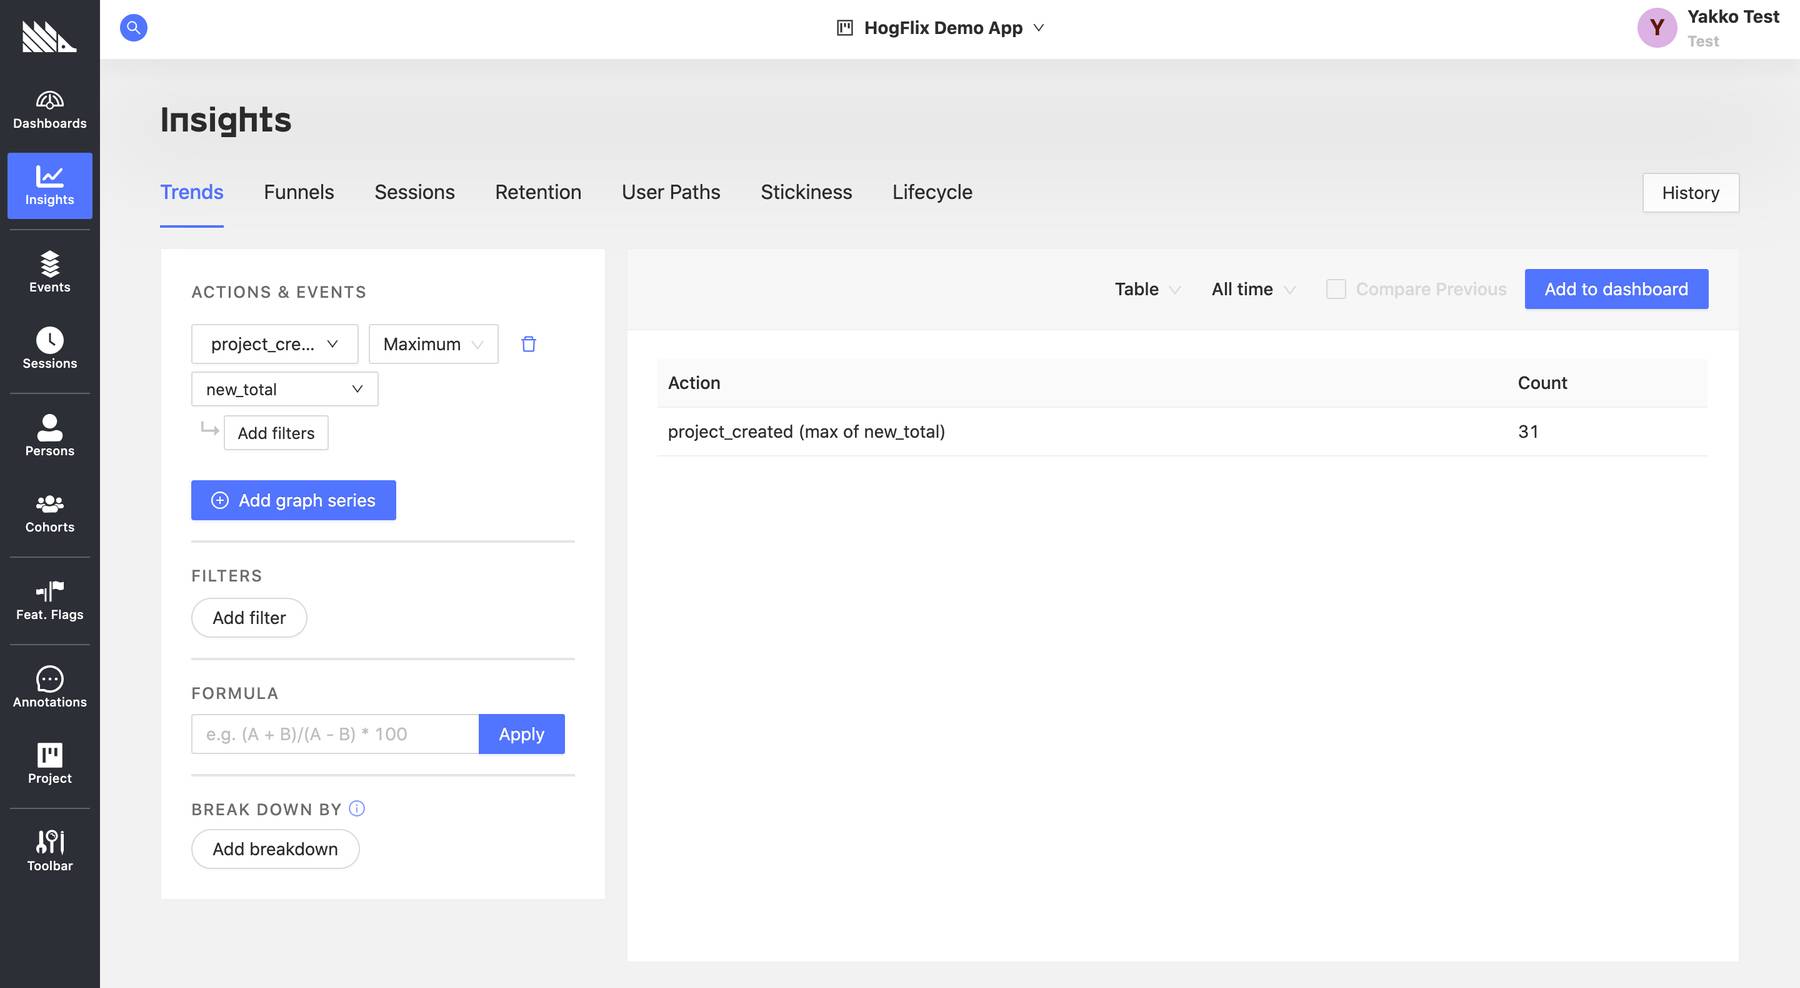 HogFlix Demo App
Yakko Test
Test
Dashboards
Insights
Events
Sessions
Persons
Cohorts
Feat. Flags
Annotations
Project
Toolbar
Insights
Trends
Funnels
Sessions
Retention
User Paths
Stickiness
Lifecycle
History
ACTIONS & EVENTS
project_cre...
Maximum
new_total
Add filters
Add graph series
FILTERS
Add filter
FORMULA
e.g. (A + B)/(A - B) * 100
Apply
BREAK DOWN BY
Add breakdown
Table
All time
Compare Previous
Add to dashboard
Action
Count
project_created (max of new_total)
31
Y